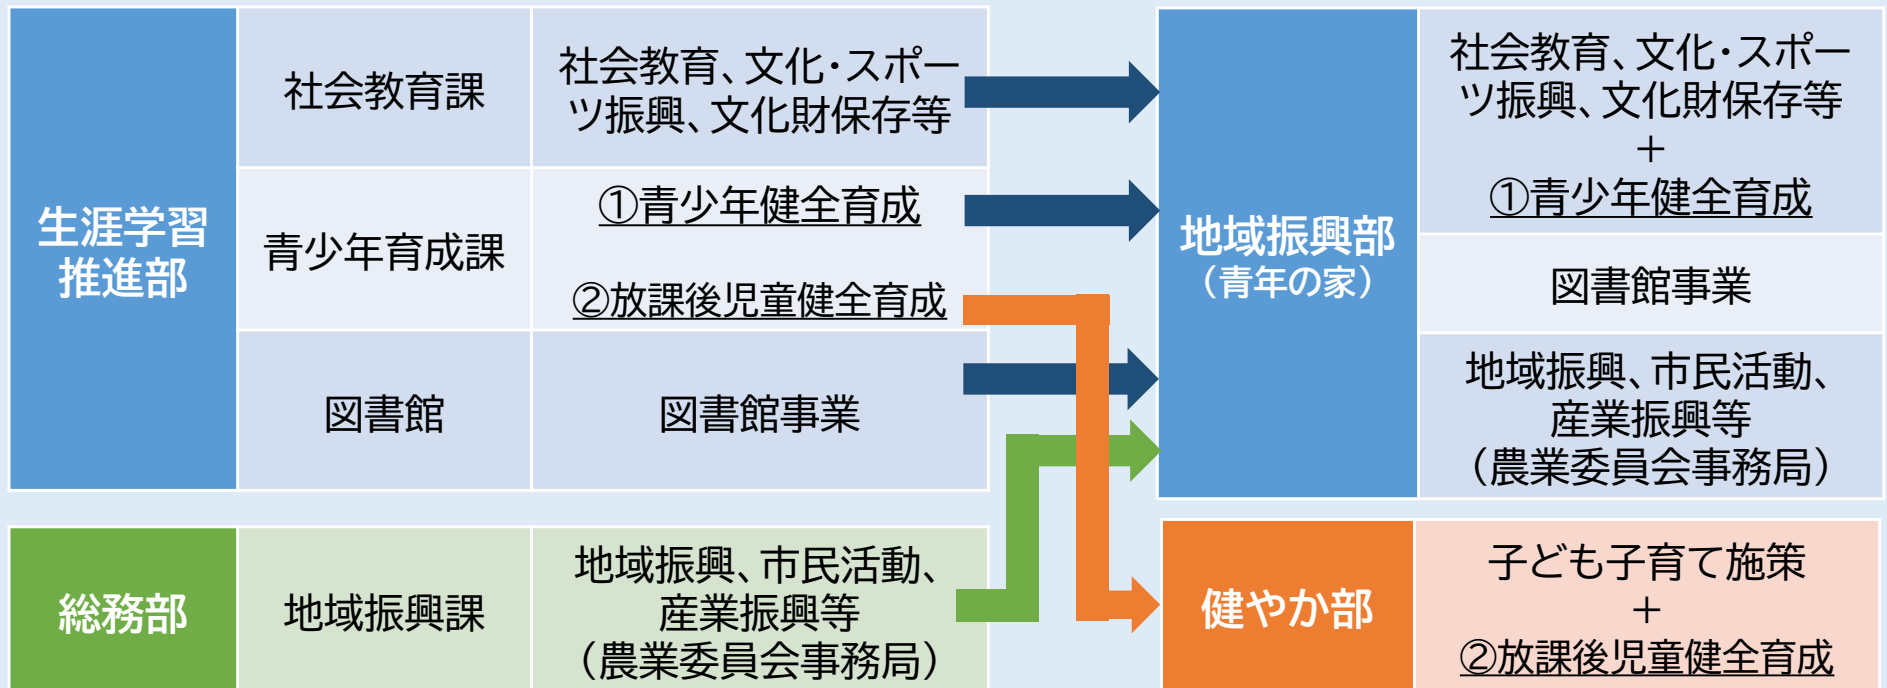 生涯学習
推進部
社会教育課
社会教育、文化・スポー
ツ振興、文化財保存等
青少年育成課
①青少年健全育成
②放課後児童健全育成
図書館
図書館事業
総務部
地域振興課
地域振興、市民活動、
産業振興等
（農業委員会事務局）
地域振興部
（青年の家）
社会教育、文化・スポー
ツ振興、文化財保存等
＋
①青少年健全育成
図書館事業
地域振興、市民活動、
産業振興等
（農業委員会事務局）
健やか部
子ども子育て施策
＋
②放課後児童健全育成